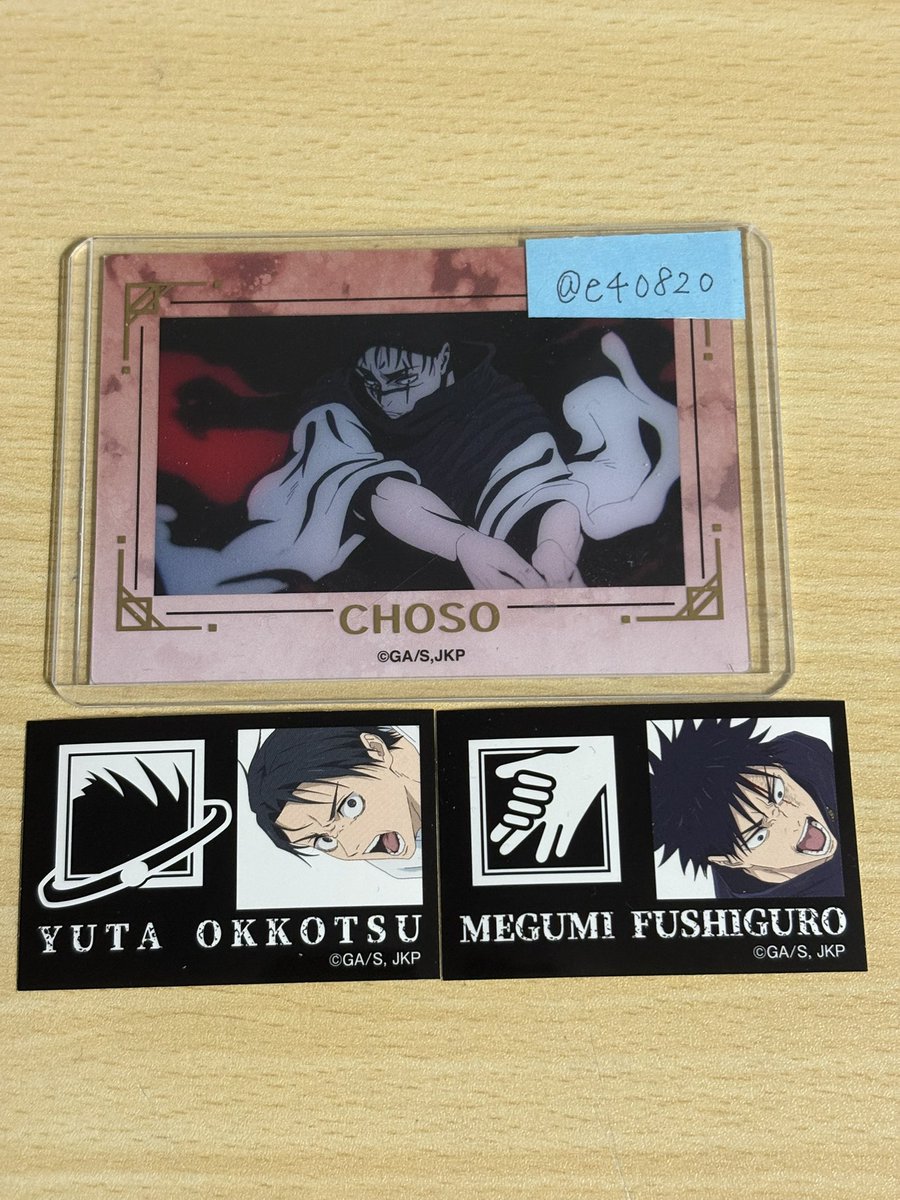 @e40820
CHOSO
©GA/S,JKP
YUTA OKKOTSU
©GA/S, JKP
MEGUMI FUSHIGURO
©GA/S, JKP